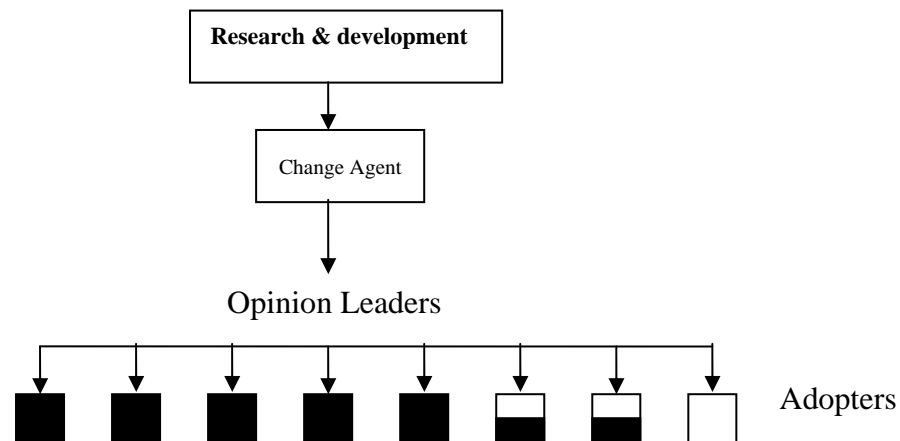 Research & development
Change Agent
Opinion Leaders
Adopters